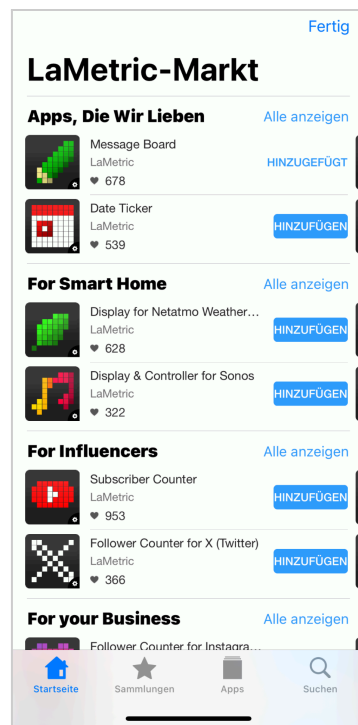 Fertig
LaMetric-Markt
Apps, Die Wir Lieben Alle anzeigen
Message Board
LaMetric HINZUGEFÜGT
678
Date Ticker
LaMetric HINZUFÜGEN
539
For Smart Home Alle anzeigen
Display for Netatmo Weather...
LaMetric HINZUFÜGEN
628
Display & Controller for Sonos
LaMetric HINZUFÜGEN
322
For Influencers Alle anzeigen
Subscriber Counter
LaMetric HINZUFÜGEN
953
Follower Counter for X (Twitter)
LaMetric HINZUFÜGEN
366
For your Business Alle anzeigen
Follower Counter for Instagra...
Startseite Sammlungen Apps Suchen